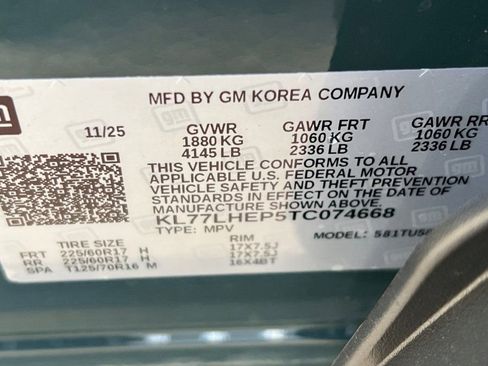 gm
MFD BY GM KOREA COMPANY
11/25 GVWR GAWR FRT GAWR RR
1880 KG 1060 KG 1060 KG
4145 LB 2336 LB 2336 LB
THIS VEHICLE CONFORMS TO ALL
APPLICABLE U.S. FEDERAL MOTOR
VEHICLE SAFETY AND THEFT PREVENTION
STANDARDS IN EFFECT ON THE DATE OF
MANUFACTURE SHOWN ABOVE.
KL77LHEP5TC074668
TYPE: MPV MODEL:
TIRE SIZE RIM
FRT 225/60R17 H 17X7.5J
RR 225/60R17 H 17X7.5J
SPA T125/70R16 M 16X4BT